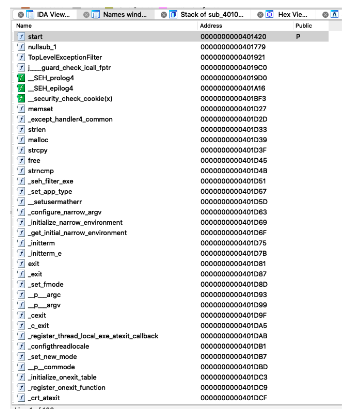 IDA View... Names wind... Stack of sub_4010... Hex Vie...
Name Address Public
start 0000000000401420 P
nullsub_1 0000000000401779
TopLevelExceptionFilter 0000000000401921
j____guard_check_icall_fptr 00000000004019C0
__SEH_prolog4 00000000004019D0
__SEH_epilog4 0000000000401A16
__security_check_cookie(x) 0000000000401BF3
memset 0000000000401D27
_except_handler4_common 0000000000401D2D
strlen 0000000000401D33
malloc 0000000000401D39
strcpy 0000000000401D3F
free 0000000000401D45
strncmp 0000000000401D4B
_seh_filter_exe 0000000000401D51
_set_app_type 0000000000401D57
__setusermatherr 0000000000401D5D
_configure_narrow_argv 0000000000401D63
_initialize_narrow_environment 0000000000401D69
_get_initial_narrow_environment 0000000000401D6F
_initterm 0000000000401D75
_initterm_e 0000000000401D7B
exit 0000000000401D81
_exit 0000000000401D87
_set_fmode 0000000000401D8D
__p___argc 0000000000401D93
__p___argv 0000000000401D99
_cexit 0000000000401D9F
_c_exit 0000000000401DA5
_register_thread_local_exe_atexit_callback 0000000000401DAB
_configthreadlocale 0000000000401DB1
_set_new_mode 0000000000401DB7
__p__commode 0000000000401DBD
_initialize_onexit_table 0000000000401DC3
_register_onexit_function 0000000000401DC9
_crt_atexit 0000000000401DCF